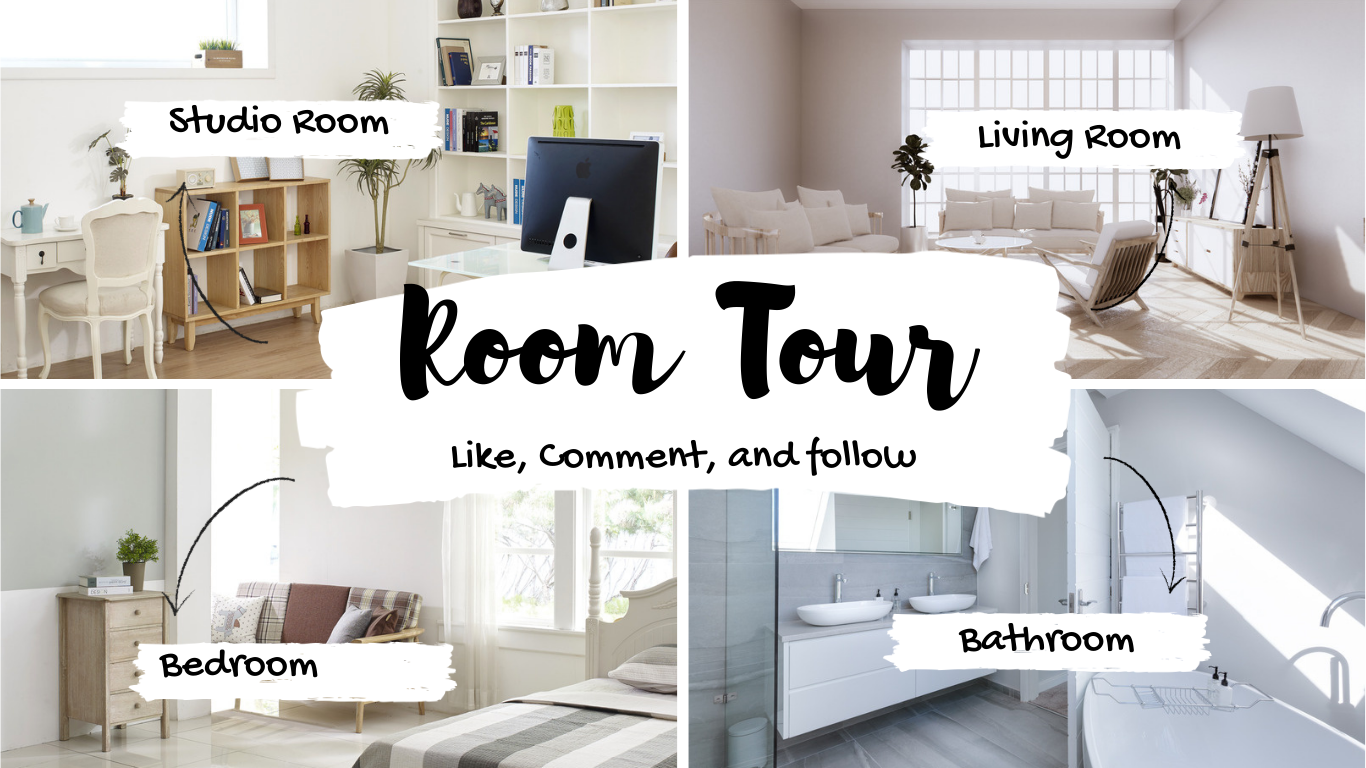 Studio Room
Living Room
Room Tour
Like, Comment, and follow
Bedroom
Bathroom